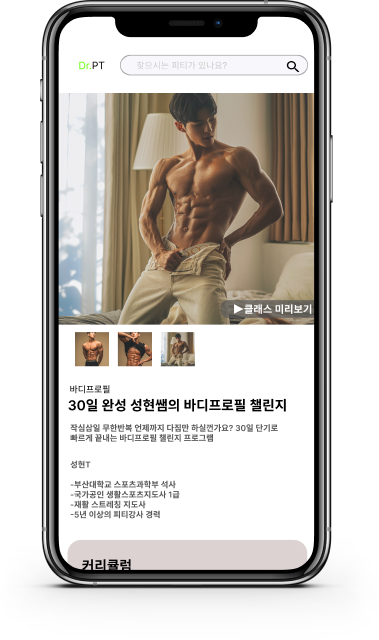 Dr.PT
찾으시는 피티가 있나요?
▶클래스 미리보기
바디프로필
30일 완성 성현쌤의 바디프로필 챌린지
작심삼일 무한반복 언제까지 다짐만 하실건가요? 30일 단기로
빠르게 끝내는 바디프로필 챌린지 프로그램
성현T
-부산대학교 스포츠과학부 석사
-국가공인 생활스포츠지도사 1급
-재활 스트레칭 지도사
-5년 이상의 피티강사 경력
커리큘럼